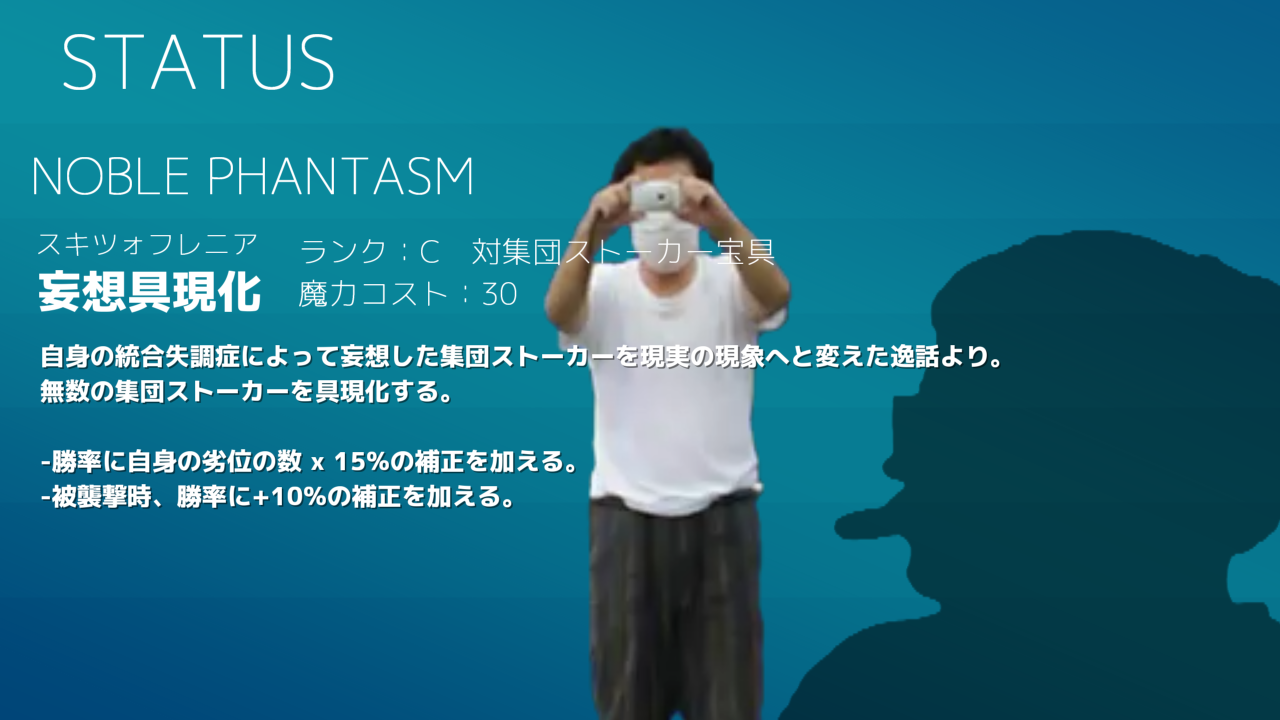 STATUS
NOBLE PHANTASM
スキツォフレニア
妄想具現化
ランク：C　対集団ストーカー宝具
魔力コスト：30
自身の統合失調症によって妄想した集団ストーカーを現実の現象へと変えた逸話より。
無数の集団ストーカーを具現化する。
-勝率に自身の劣位の数 x 15%の補正を加える。
-被襲撃時、勝率に+10%の補正を加える。